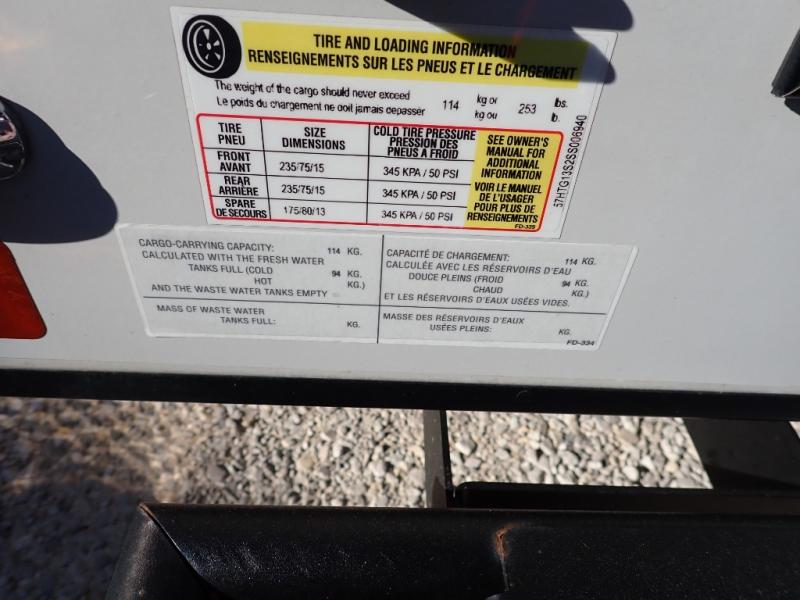 TIRE AND LOADING INFORMATION
RENSEIGNEMENTS SUR LES PNEUS ET LE CHARGEMENT
The weight of the cargo should never exceed
Le poids du chargement ne doit jamais depasser
114 kg or 253 lbs.
kg ou lb.
TIRE PNEU
SIZE DIMENSIONS
COLD TIRE PRESSURE
PRESSION DES
PNEUS A FROID
FRONT
AVANT 235/75/15 345 KPA / 50 PSI
REAR
ARRIÈRE 235/75/15 345 KPA / 50 PSI
SPARE
DE SECOURS 175/80/13 345 KPA / 50 PSI
SEE OWNER'S
MANUAL FOR
ADDITIONAL
INFORMATION
VOIR LE MANUEL
DE L'USAGER
POUR PLUS DE
RENSEIGNEMENTS
FD-339
57HTG13S2SS006940
CARGO-CARRYING CAPACITY: 114 KG.
CALCULATED WITH THE FRESH WATER
TANKS FULL (COLD 94 KG.
HOT KG.)
AND THE WASTE WATER TANKS EMPTY
MASS OF WASTE WATER
TANKS FULL: KG.
CAPACITÉ DE CHARGEMENT: 114 KG.
CALCULÉE AVEC LES RÉSERVOIRS D'EAU
DOUCE PLEINS (FROID 94 KG.
CHAUD KG.)
ET LES RÉSERVOIRS D'EAUX USÉES VIDES.
MASSE DES RÉSERVOIRS D'EAUX
USÉES PLEINS: KG.
FD-334